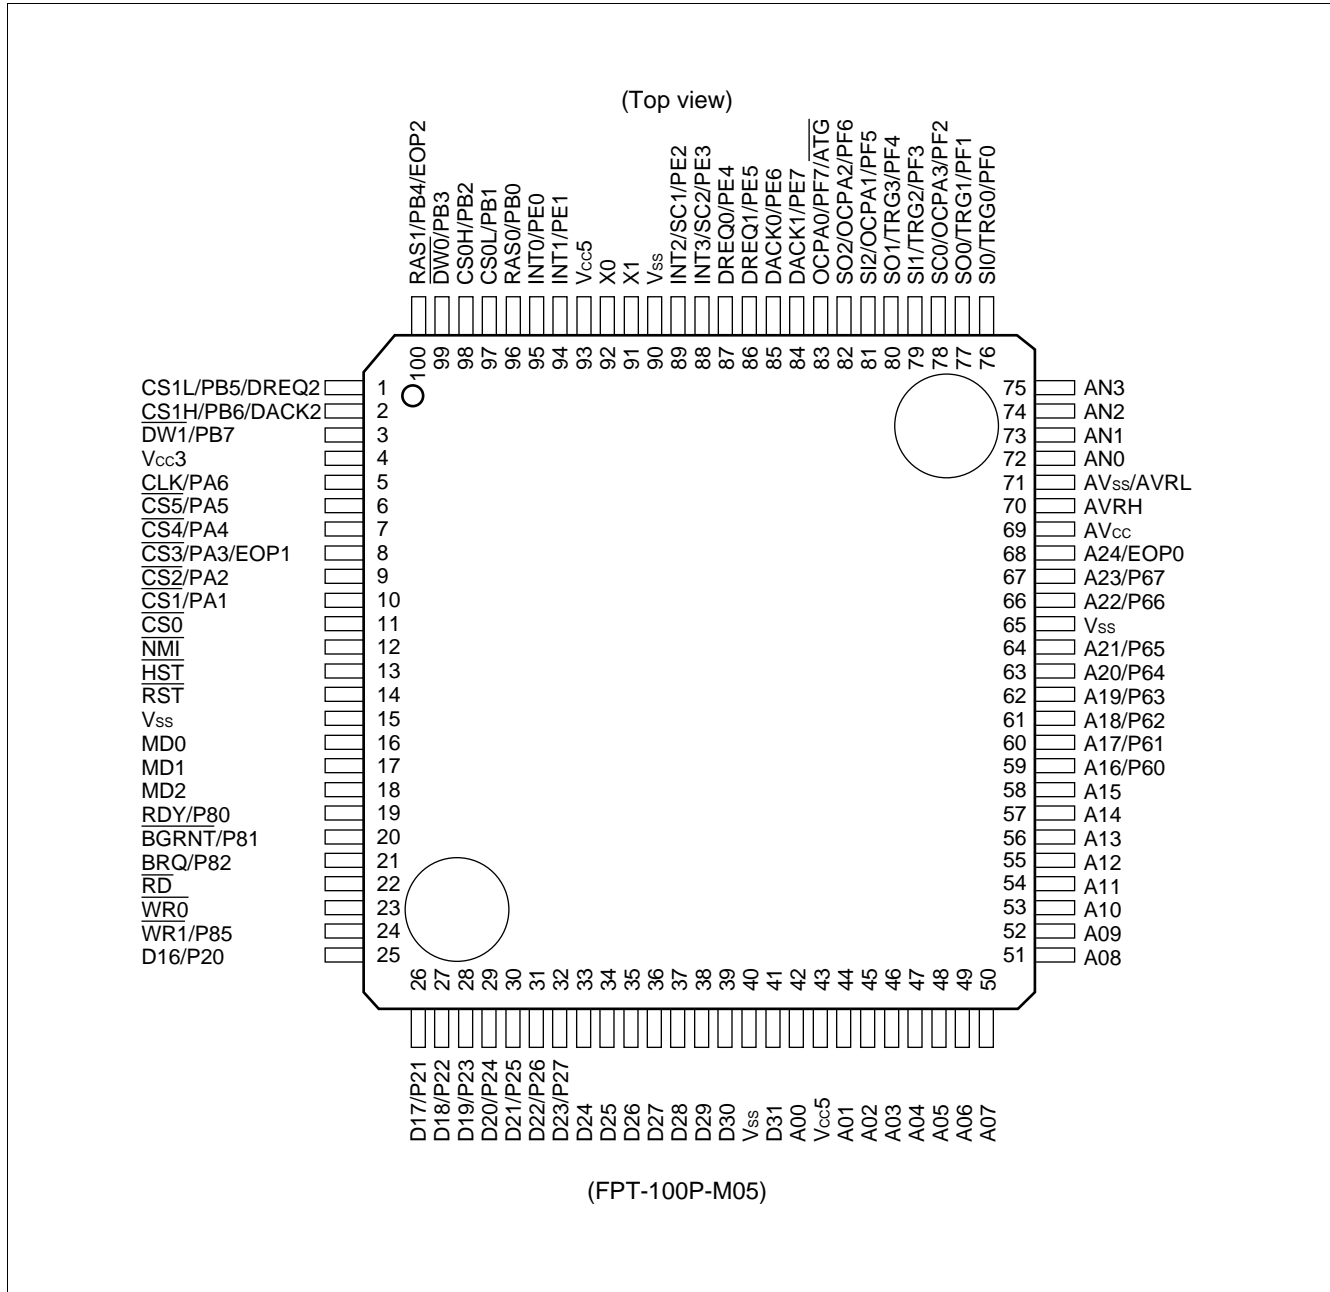 (Top view)
RAS1/PB4/EOP2
DW0/PB3
CS0H/PB2
CS0L/PB1
RAS0/PB0
INT0/PE0
INT1/PE1
Vcc5
X0
X1
Vss
INT2/SC1/PE2
INT3/SC2/PE3
DREQ0/PE4
DREQ1/PE5
DACK0/PE6
DACK1/PE7
OCPA0/PF7/ATG
SO2/OCPA2/PF6
SI2/OCPA1/PF5
SO1/TRG3/PF4
SI1/TRG2/PF3
SC0/OCPA3/PF2
SO0/TRG1/PF1
SI0/TRG0/PF0
100
99
98
97
96
95
94
93
92
91
90
89
88
87
86
85
84
83
82
81
80
79
78
77
76
CS1L/PB5/DREQ2 1
CS1H/PB6/DACK2 2
DW1/PB7 3
Vcc3 4
CLK/PA6 5
CS5/PA5 6
CS4/PA4 7
CS3/PA3/EOP1 8
CS2/PA2 9
CS1/PA1 10
CS0 11
NMI 12
HST 13
RST 14
Vss 15
MD0 16
MD1 17
MD2 18
RDY/P80 19
BGRNT/P81 20
BRQ/P82 21
RD 22
WR0 23
WR1/P85 24
D16/P20 25
75 AN3
74 AN2
73 AN1
72 AN0
71 AVss/AVRL
70 AVRH
69 AVcc
68 A24/EOP0
67 A23/P67
66 A22/P66
65 Vss
64 A21/P65
63 A20/P64
62 A19/P63
61 A18/P62
60 A17/P61
59 A16/P60
58 A15
57 A14
56 A13
55 A12
54 A11
53 A10
52 A09
51 A08
26
27
28
29
30
31
32
33
34
35
36
37
38
39
40
41
42
43
44
45
46
47
48
49
50
D17/P21
D18/P22
D19/P23
D20/P24
D21/P25
D22/P26
D23/P27
D24
D25
D26
D27
D28
D29
D30
Vss
D31
A00
Vcc5
A01
A02
A03
A04
A05
A06
A07
(FPT-100P-M05)